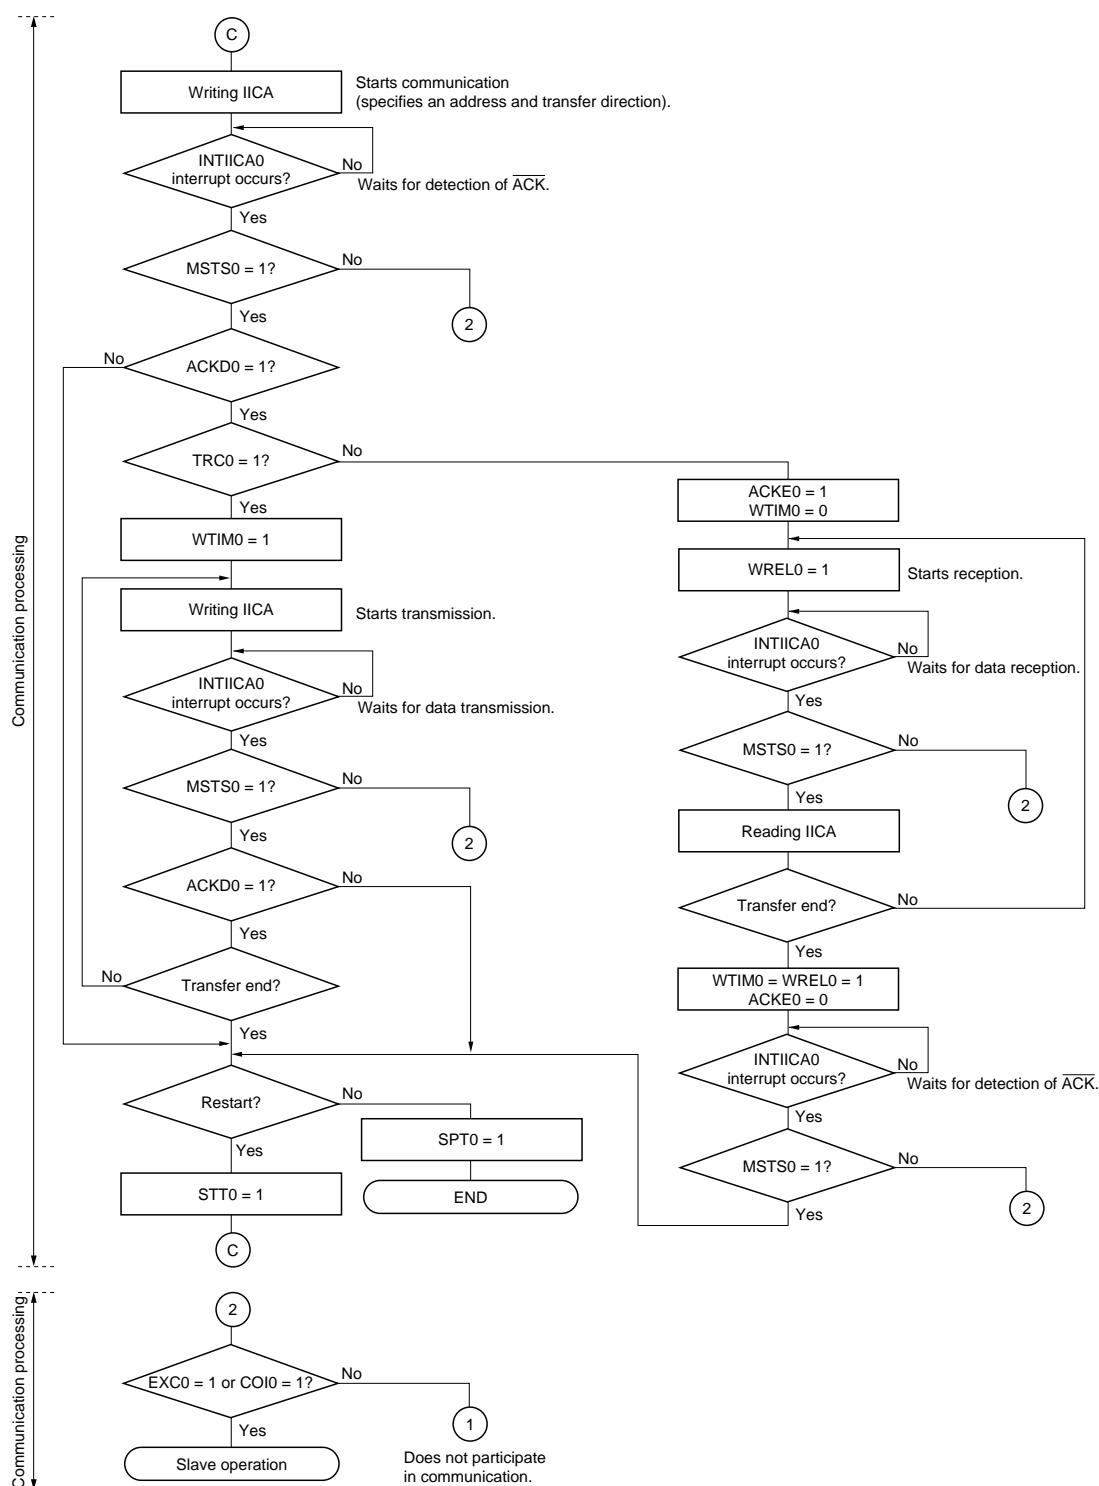 C
Writing IICA
Starts communication
(specifies an address and transfer direction).
INTIICA0
interrupt occurs?
No
Waits for detection of ACK.
Yes
MSTS0 = 1?
No
2
Yes
ACKD0 = 1?
No
Yes
TRC0 = 1?
No
Yes
WTIM0 = 1
Writing IICA
Starts transmission.
INTIICA0
interrupt occurs?
No
Waits for data transmission.
Yes
MSTS0 = 1?
No
2
Yes
ACKD0 = 1?
No
Yes
Transfer end?
No
Yes
ACKE0 = 1
WTIM0 = 0
WREL0 = 1
Starts reception.
INTIICA0
interrupt occurs?
No
Waits for data reception.
Yes
MSTS0 = 1?
No
2
Yes
Reading IICA
Transfer end?
No
Yes
WTIM0 = WREL0 = 1
ACKE0 = 0
INTIICA0
interrupt occurs?
No
Waits for detection of ACK.
Yes
MSTS0 = 1?
No
2
Yes
Restart?
No
SPT0 = 1
END
Yes
STT0 = 1
C
Communication processing
2
EXC0 = 1 or COI0 = 1?
No
1
Does not participate
in communication.
Yes
Slave operation
Communication processing